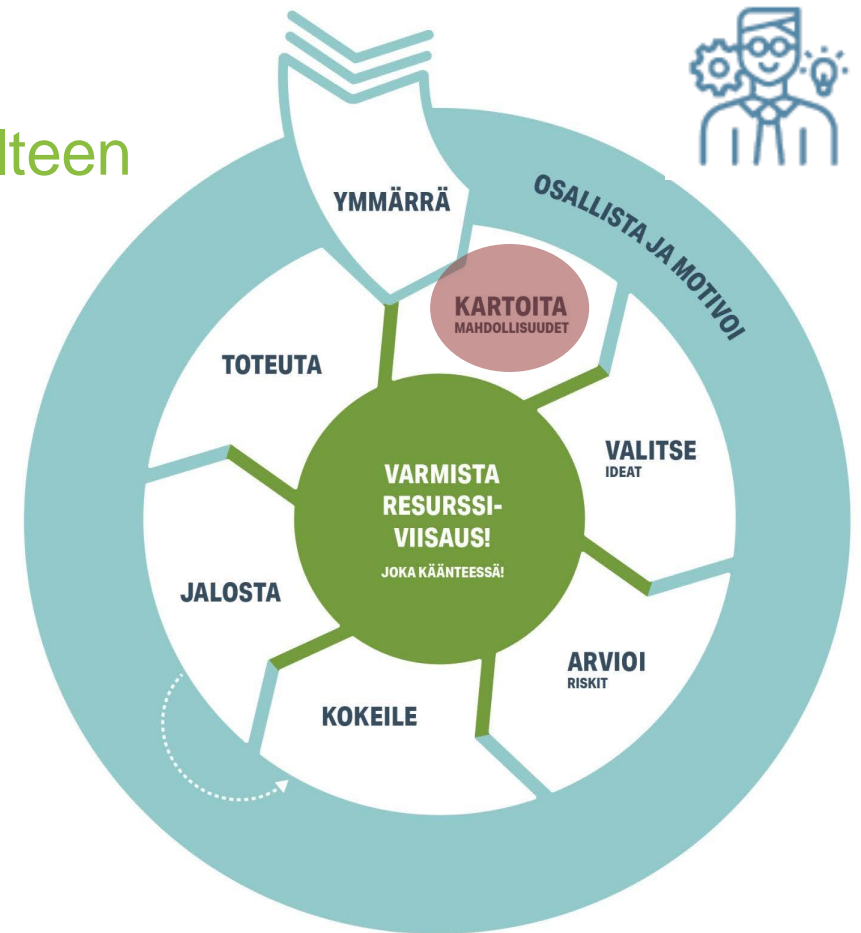 lteen
YMMÄRRÄ
OSALLISTA JA MOTIVOI
KARTOITA
MAHDOLLISUUDET
TOTEUTA
VALITSE
IDEAT
VARMISTA
RESURSSI-
VIISAUS!
JOKA KÄÄNTEESSÄ!
JALOSTA
ARVIOI
RISKIT
KOKEILE